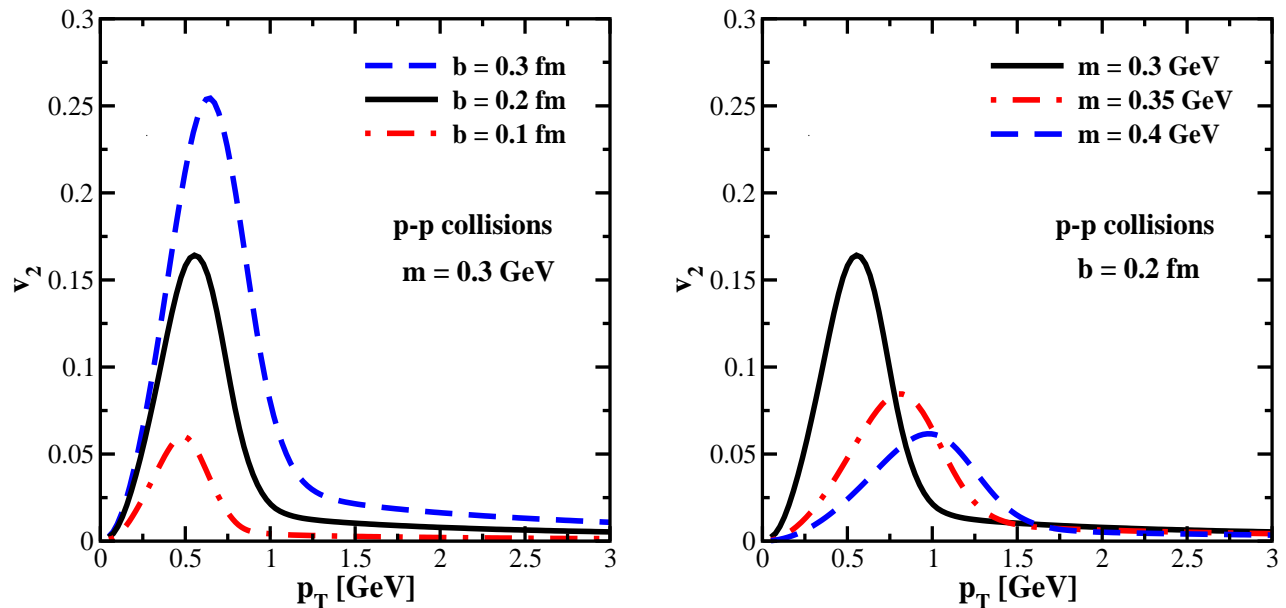 0.3
0.25
0.2
0.15
0.1
0.05
0
v2
b = 0.3 fm
b = 0.2 fm
b = 0.1 fm
p-p collisions
m = 0.3 GeV
0 0.5 1 1.5 2 2.5 3
pT [GeV]
0.3
0.25
0.2
0.15
0.1
0.05
0
v2
m = 0.3 GeV
m = 0.35 GeV
m = 0.4 GeV
p-p collisions
b = 0.2 fm
0 0.5 1 1.5 2 2.5 3
pT [GeV]